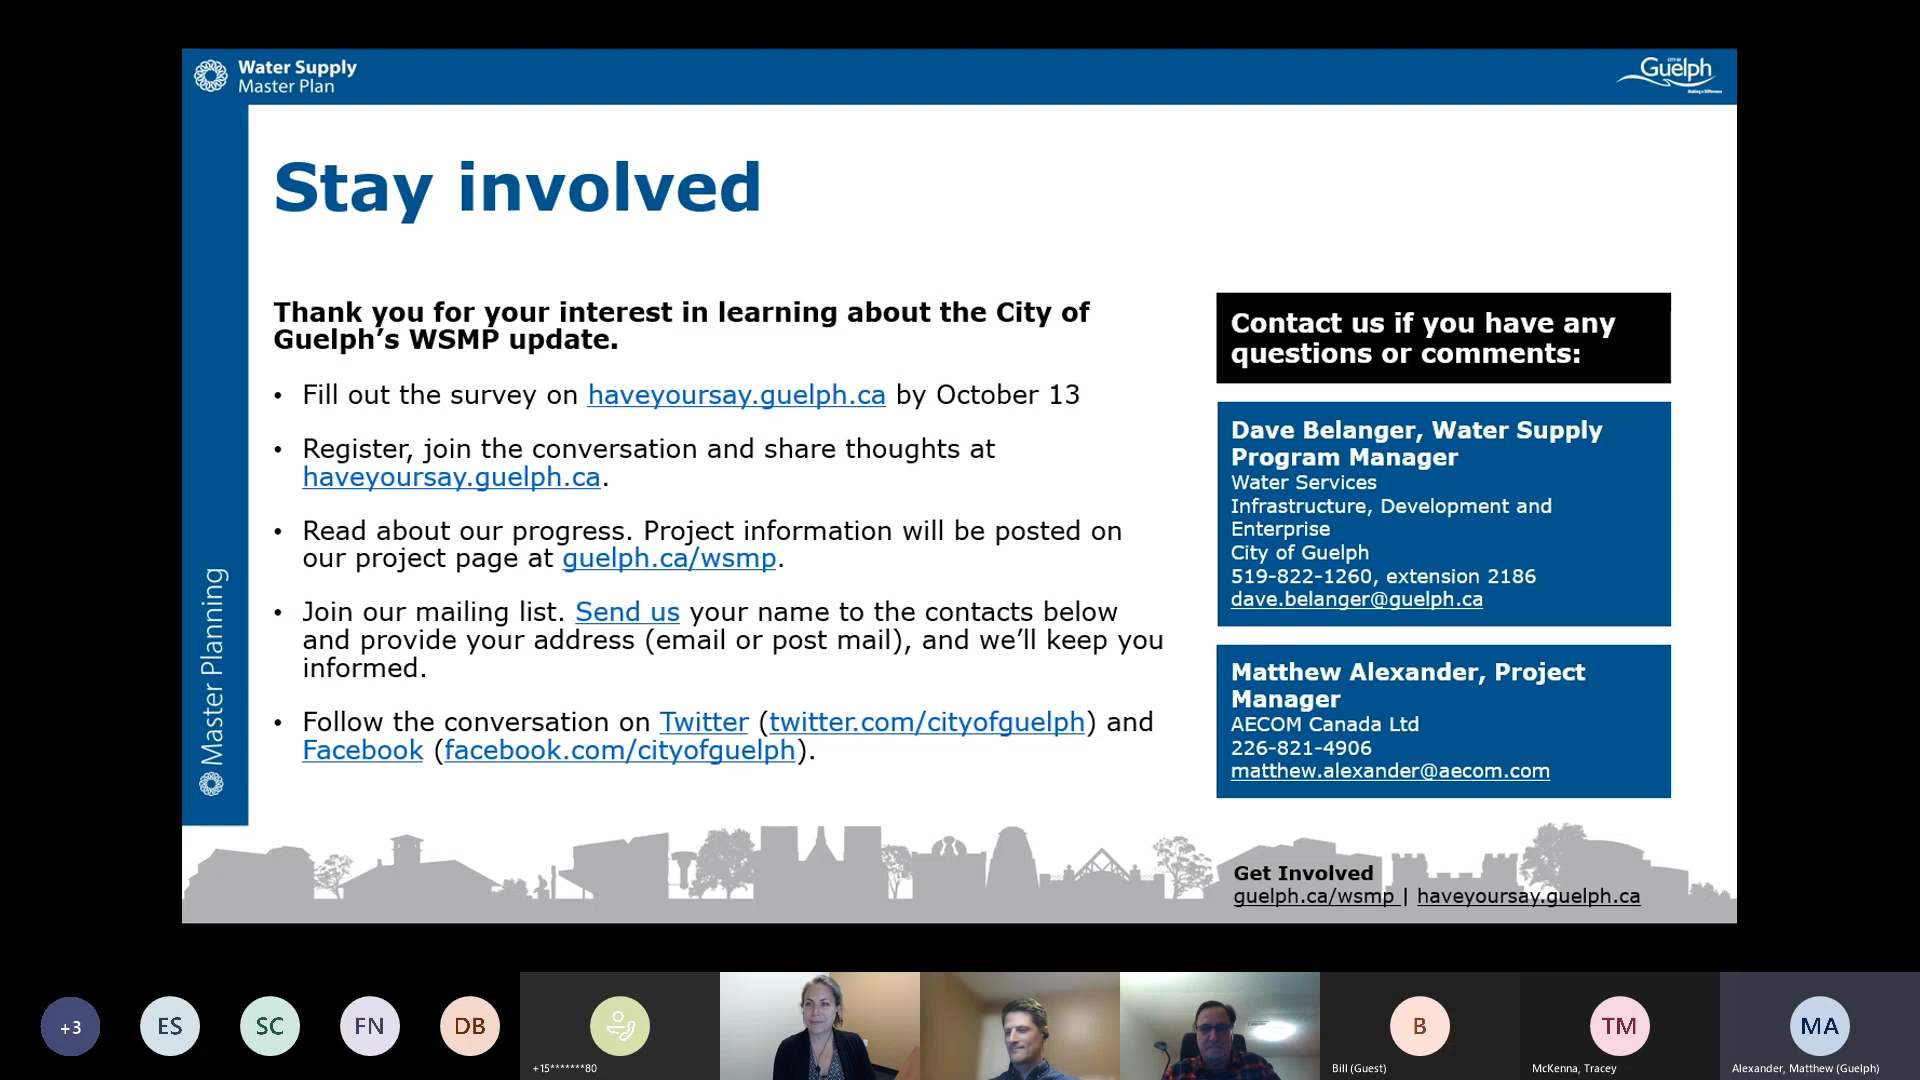 Water Supply
Master Plan
CITY OF
Guelph
Making a Difference
Master Planning
Stay involved
Thank you for your interest in learning about the City of
Guelph’s WSMP update.
• Fill out the survey on haveyoursay.guelph.ca by October 13
• Register, join the conversation and share thoughts at
haveyoursay.guelph.ca.
• Read about our progress. Project information will be posted on
our project page at guelph.ca/wsmp.
• Join our mailing list. Send us your name to the contacts below
and provide your address (email or post mail), and we’ll keep you
informed.
• Follow the conversation on Twitter (twitter.com/cityofguelph) and
Facebook (facebook.com/cityofguelph).
Contact us if you have any
questions or comments:
Dave Belanger, Water Supply
Program Manager
Water Services
Infrastructure, Development and
Enterprise
City of Guelph
519-822-1260, extension 2186
dave.belanger@guelph.ca
Matthew Alexander, Project
Manager
AECOM Canada Ltd
226-821-4906
matthew.alexander@aecom.com
Get Involved
guelph.ca/wsmp | haveyoursay.guelph.ca
+3
ES
SC
FN
DB
+15*******80
B
Bill (Guest)
TM
McKenna, Tracey
MA
Alexander, Matthew (Guelph)